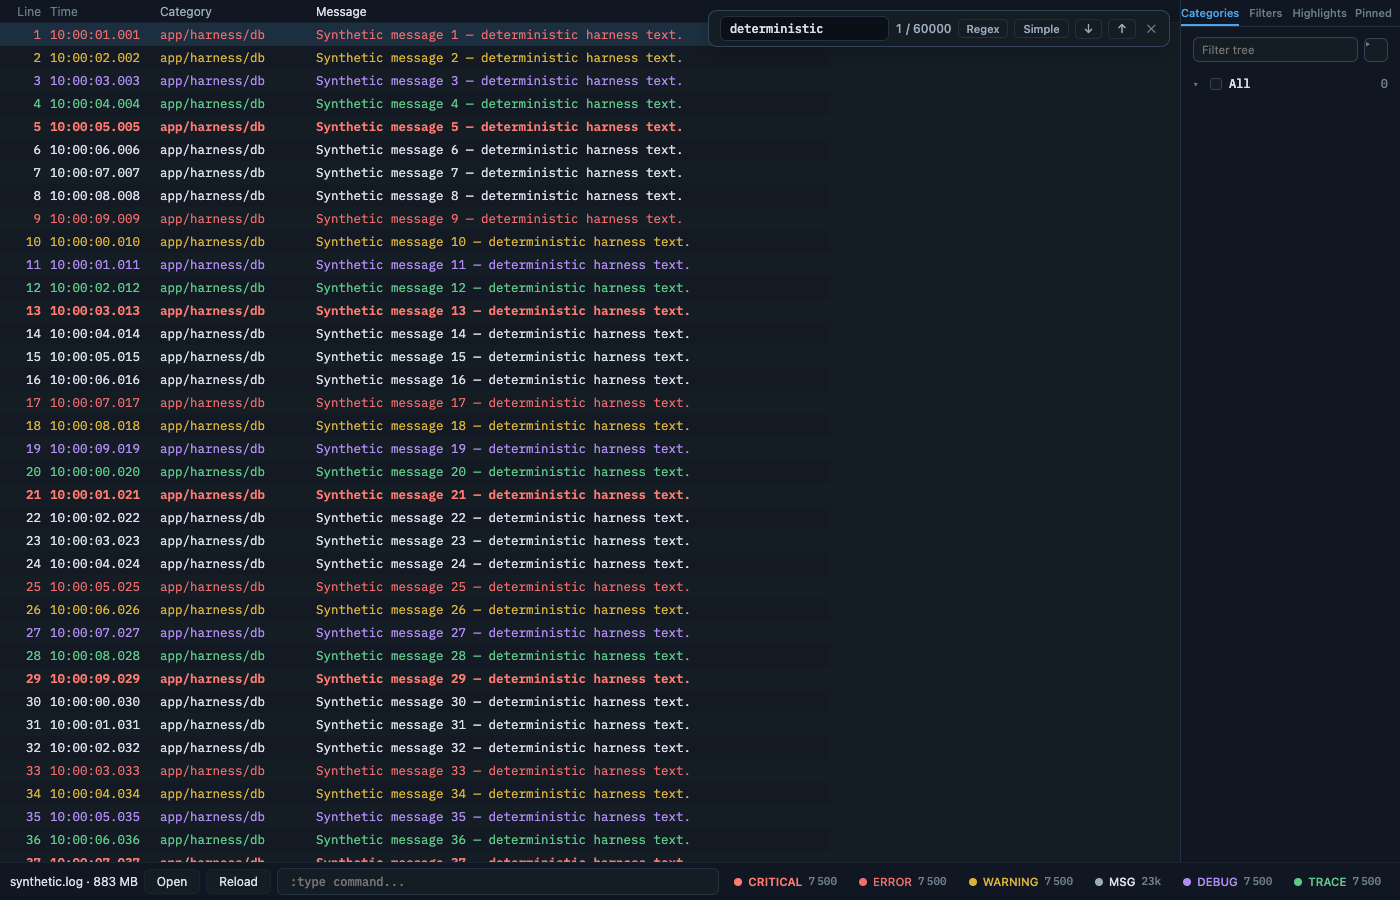 Line Time Category Message
deterministic 1 / 60000 Regex Simple ↓ ↑ ×
Categories Filters Highlights Pinned
Filter tree
All 0
1 10:00:01.001 app/harness/db Synthetic message 1 — deterministic harness text.
2 10:00:02.002 app/harness/db Synthetic message 2 — deterministic harness text.
3 10:00:03.003 app/harness/db Synthetic message 3 — deterministic harness text.
4 10:00:04.004 app/harness/db Synthetic message 4 — deterministic harness text.
5 10:00:05.005 app/harness/db Synthetic message 5 — deterministic harness text.
6 10:00:06.006 app/harness/db Synthetic message 6 — deterministic harness text.
7 10:00:07.007 app/harness/db Synthetic message 7 — deterministic harness text.
8 10:00:08.008 app/harness/db Synthetic message 8 — deterministic harness text.
9 10:00:09.009 app/harness/db Synthetic message 9 — deterministic harness text.
10 10:00:00.010 app/harness/db Synthetic message 10 — deterministic harness text.
11 10:00:01.011 app/harness/db Synthetic message 11 — deterministic harness text.
12 10:00:02.012 app/harness/db Synthetic message 12 — deterministic harness text.
13 10:00:03.013 app/harness/db Synthetic message 13 — deterministic harness text.
14 10:00:04.014 app/harness/db Synthetic message 14 — deterministic harness text.
15 10:00:05.015 app/harness/db Synthetic message 15 — deterministic harness text.
16 10:00:06.016 app/harness/db Synthetic message 16 — deterministic harness text.
17 10:00:07.017 app/harness/db Synthetic message 17 — deterministic harness text.
18 10:00:08.018 app/harness/db Synthetic message 18 — deterministic harness text.
19 10:00:09.019 app/harness/db Synthetic message 19 — deterministic harness text.
20 10:00:00.020 app/harness/db Synthetic message 20 — deterministic harness text.
21 10:00:01.021 app/harness/db Synthetic message 21 — deterministic harness text.
22 10:00:02.022 app/harness/db Synthetic message 22 — deterministic harness text.
23 10:00:03.023 app/harness/db Synthetic message 23 — deterministic harness text.
24 10:00:04.024 app/harness/db Synthetic message 24 — deterministic harness text.
25 10:00:05.025 app/harness/db Synthetic message 25 — deterministic harness text.
26 10:00:06.026 app/harness/db Synthetic message 26 — deterministic harness text.
27 10:00:07.027 app/harness/db Synthetic message 27 — deterministic harness text.
28 10:00:08.028 app/harness/db Synthetic message 28 — deterministic harness text.
29 10:00:09.029 app/harness/db Synthetic message 29 — deterministic harness text.
30 10:00:00.030 app/harness/db Synthetic message 30 — deterministic harness text.
31 10:00:01.031 app/harness/db Synthetic message 31 — deterministic harness text.
32 10:00:02.032 app/harness/db Synthetic message 32 — deterministic harness text.
33 10:00:03.033 app/harness/db Synthetic message 33 — deterministic harness text.
34 10:00:04.034 app/harness/db Synthetic message 34 — deterministic harness text.
35 10:00:05.035 app/harness/db Synthetic message 35 — deterministic harness text.
36 10:00:06.036 app/harness/db Synthetic message 36 — deterministic harness text.
synthetic.log · 883 MB Open Reload :type command... CRITICAL 7 500 ERROR 7 500 WARNING 7 500 MSG 23k DEBUG 7 500 TRACE 7 500